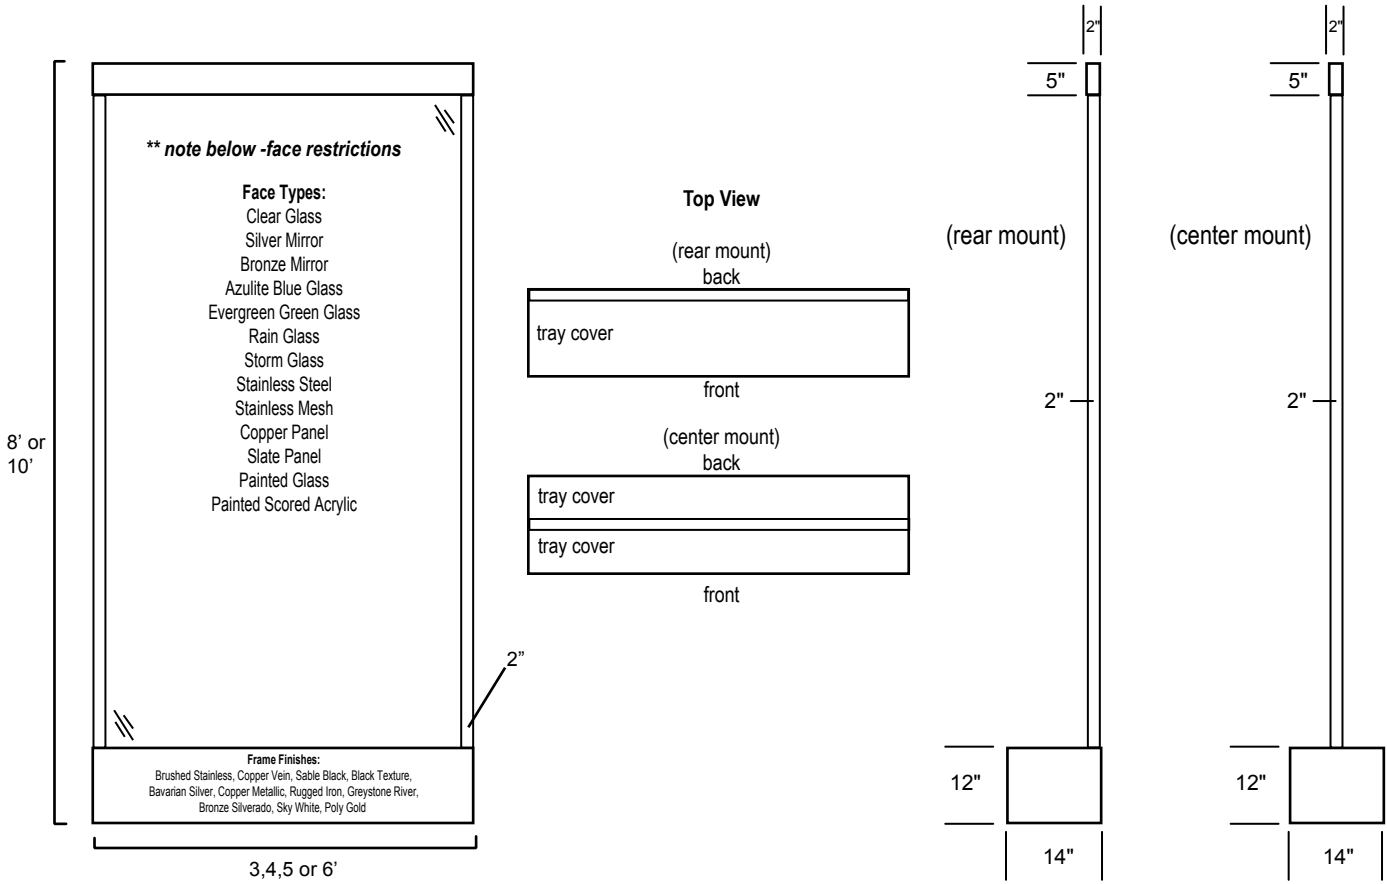 ** note below -face restrictions
Face Types:
Clear Glass
Silver Mirror
Bronze Mirror
Azulite Blue Glass
Evergreen Green Glass
Rain Glass
Storm Glass
Stainless Steel
Stainless Mesh
Copper Panel
Slate Panel
Painted Glass
Painted Scored Acrylic
8’ or
10’
2”
Frame Finishes:
Brushed Stainless, Copper Vein, Sable Black, Black Texture,
Bavarian Silver, Copper Metallic, Rugged Iron, Greystone River,
Bronze Silverado, Sky White, Poly Gold
3,4,5 or 6’
Top View
(rear mount)
back
tray cover
front
(center mount)
back
tray cover
tray cover
front
2"
5"
(rear mount)
2"
12"
14"
2"
5"
(center mount)
2"
12"
14"